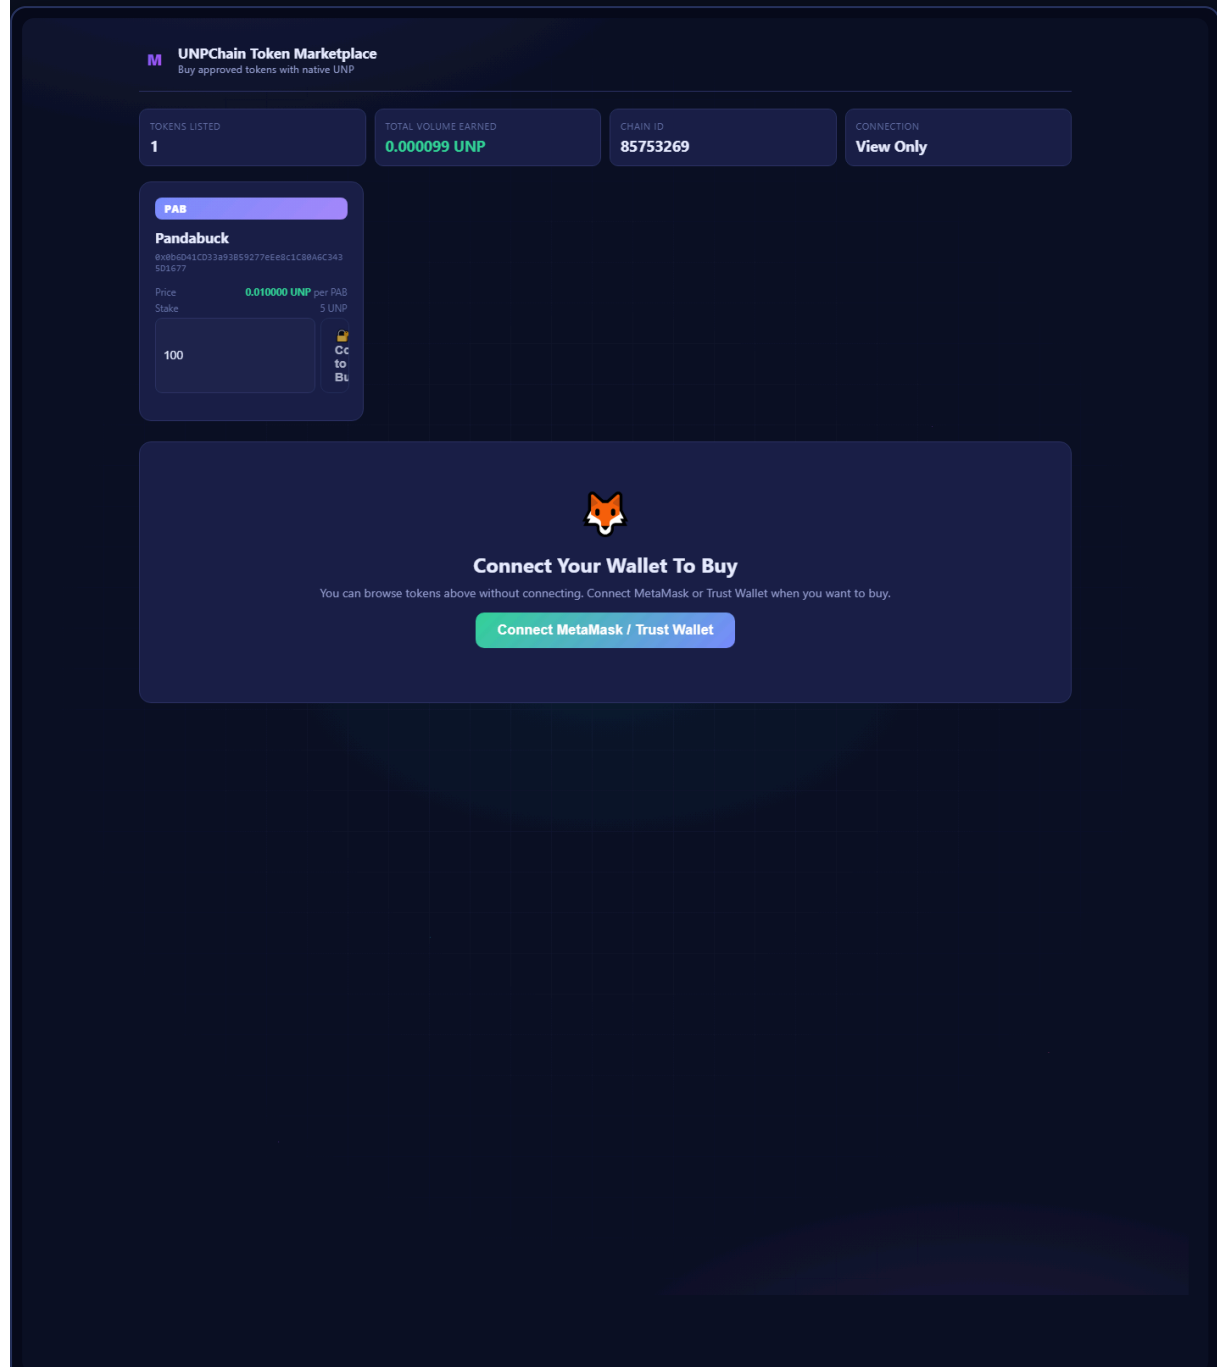 M
UNPChain Token Marketplace
Buy approved tokens with native UNP
TOKENS LISTED
1
TOTAL VOLUME EARNED
0.000099 UNP
CHAIN ID
85753269
CONNECTION
View Only
PAB
Pandabuck
0x0b6D41CD33a93B59277eEe8c1C80A6C343
5D1677
Price 0.010000 UNP per PAB
Stake 5 UNP
100
to
Connect Your Wallet To Buy
You can browse tokens above without connecting. Connect MetaMask or Trust Wallet when you want to buy.
Connect MetaMask / Trust Wallet